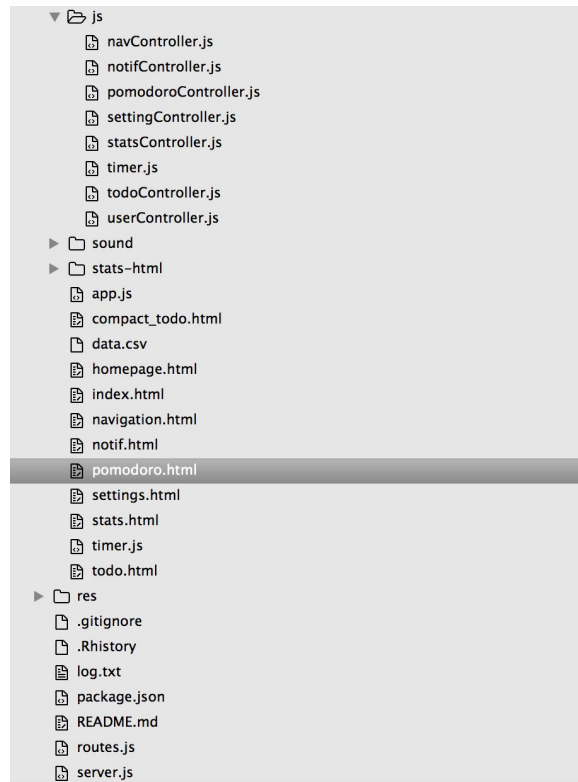 js
navController.js
notifController.js
pomodoroController.js
settingController.js
statsController.js
timer.js
todoController.js
userController.js
sound
stats-html
app.js
compact_todo.html
data.csv
homepage.html
index.html
navigation.html
notif.html
pomodoro.html
settings.html
stats.html
timer.js
todo.html
res
.gitignore
.Rhistory
log.txt
package.json
README.md
routes.js
server.js